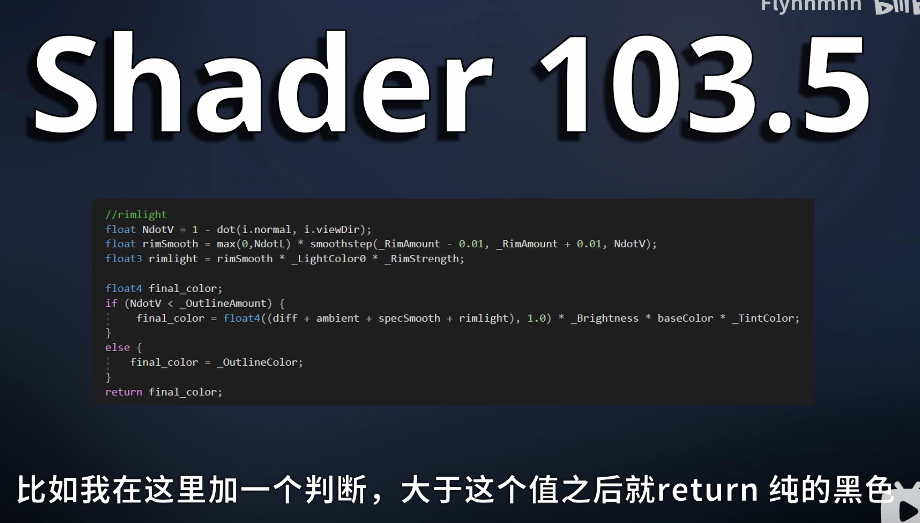 Flynnmnn
Shader 103.5
//rimlight
float NdotV = 1 - dot(i.normal, i.viewDir);
float rimSmooth = max(0,NdotL) * smoothstep(_RimAmount - 0.01, _RimAmount + 0.01, NdotV);
float3 rimlight = rimSmooth * _LightColor0 * _RimStrength;
float4 final_color;
if (NdotV < _OutlineAmount) {
final_color = float4((diff + ambient + specSmooth + rimlight), 1.0) * _Brightness * baseColor * _TintColor;
}
else {
final_color = _OutlineColor;
}
return final_color;
比如我在这里加一个判断，大于这个值之后就return 纯的黑色